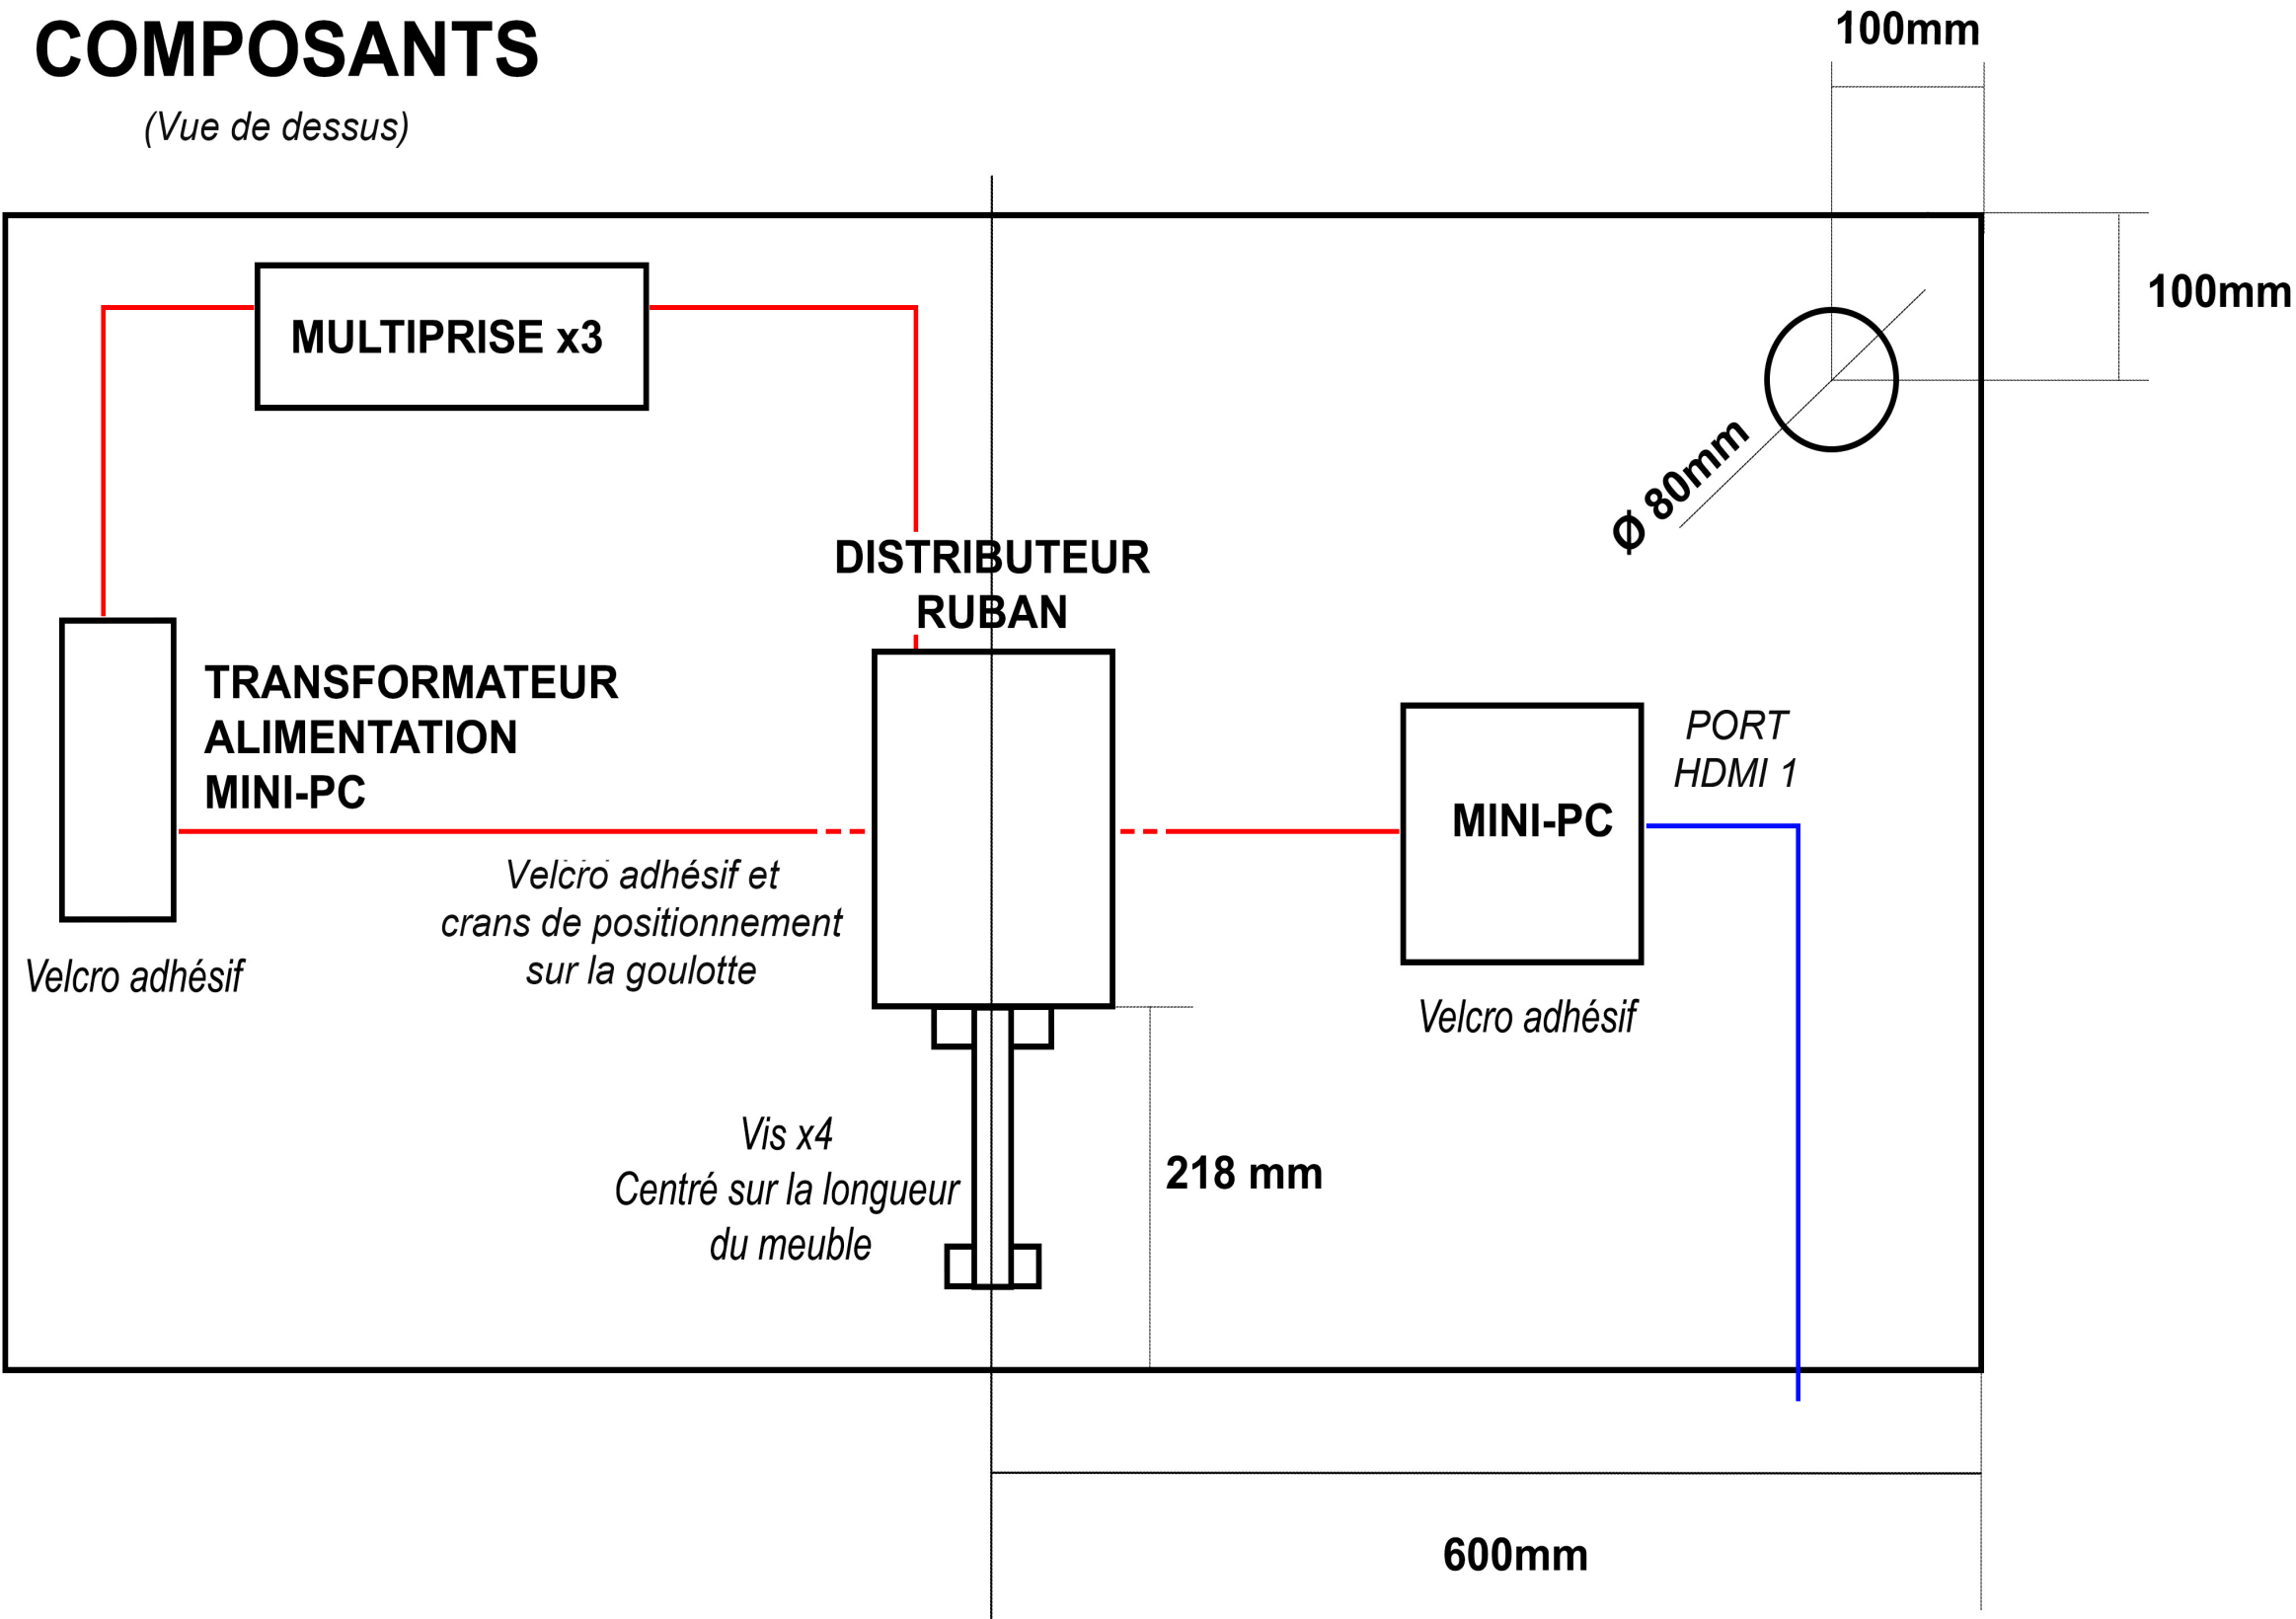 COMPOSANTS
(Vue de dessus)
100mm
100mm
MULTIPRISE x3
Ø 80mm
DISTRIBUTEUR
RUBAN
TRANSFORMATEUR
ALIMENTATION
MINI-PC
PORT
HDMI 1
MINI-PC
Velcro adhésif et
crans de positionnement
sur la goulotte
Velcro adhésif
Velcro adhésif
Vis x4
Centré sur la longueur
du meuble
218 mm
600mm